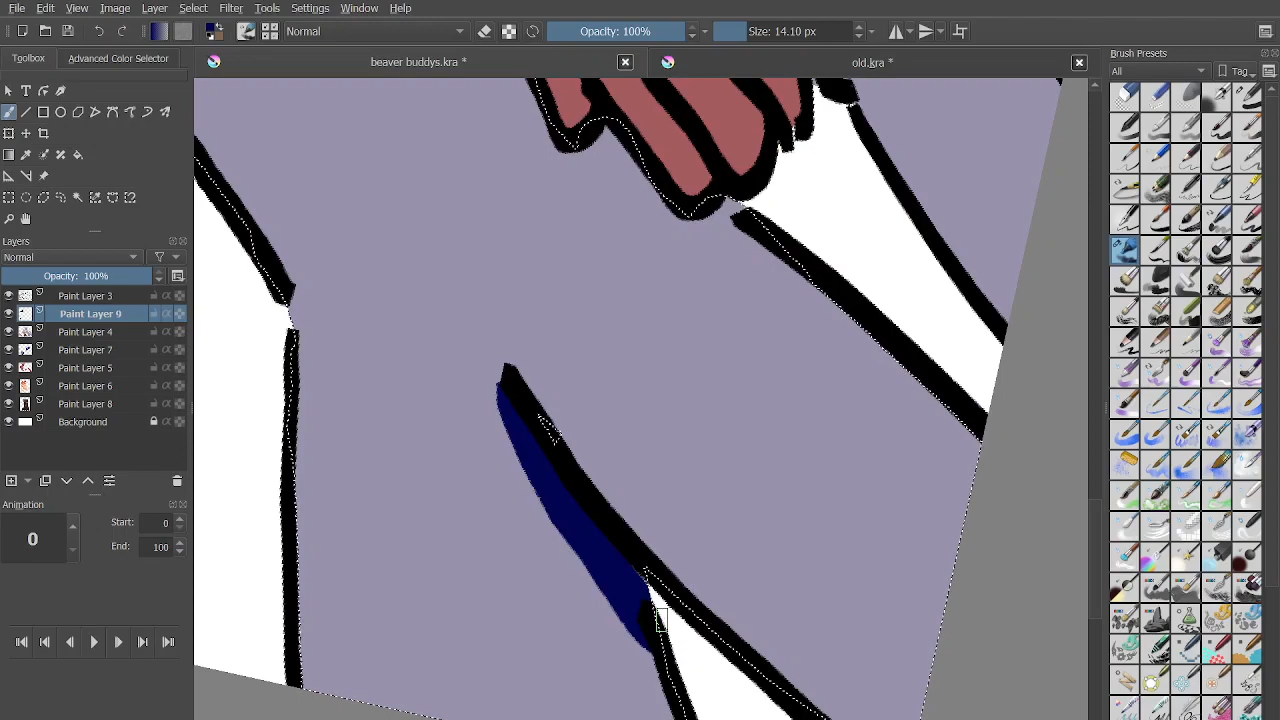 File Edit View Image Layer Select Filter Tools Settings Window Help
Normal
Opacity: 100%
Size: 14.10 px
Toolbox
Advanced Color Selector
beaver buddys.kra *
old.kra *
Brush Presets
All
Tag
Layers
Normal
Opacity: 100%
Paint Layer 3
Paint Layer 9
Paint Layer 4
Paint Layer 7
Paint Layer 5
Paint Layer 6
Paint Layer 8
Background
Animation
0
Start: 0
End: 100